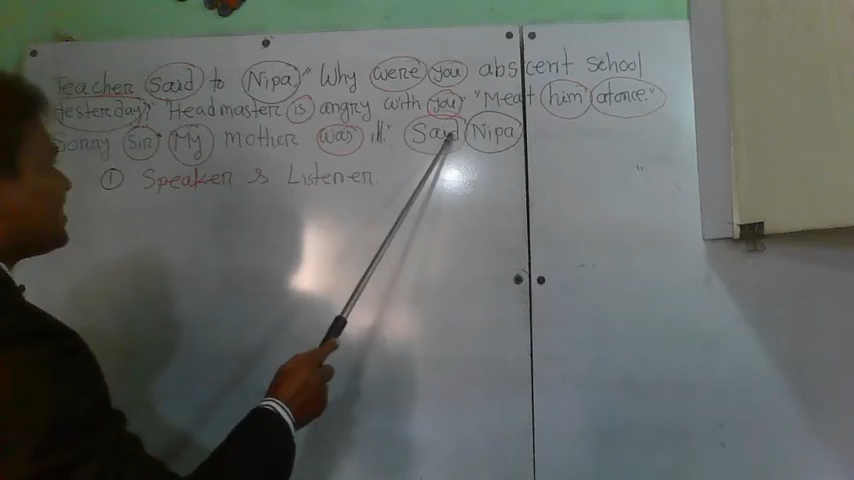 Teacher Said to Nipa, "Why were you abscent school
Yesterday?" "Headmaster is angry with you" "Meat him atonce."
Sorry Sir My mother was ill." Said Nipa
① Speaker & Listener